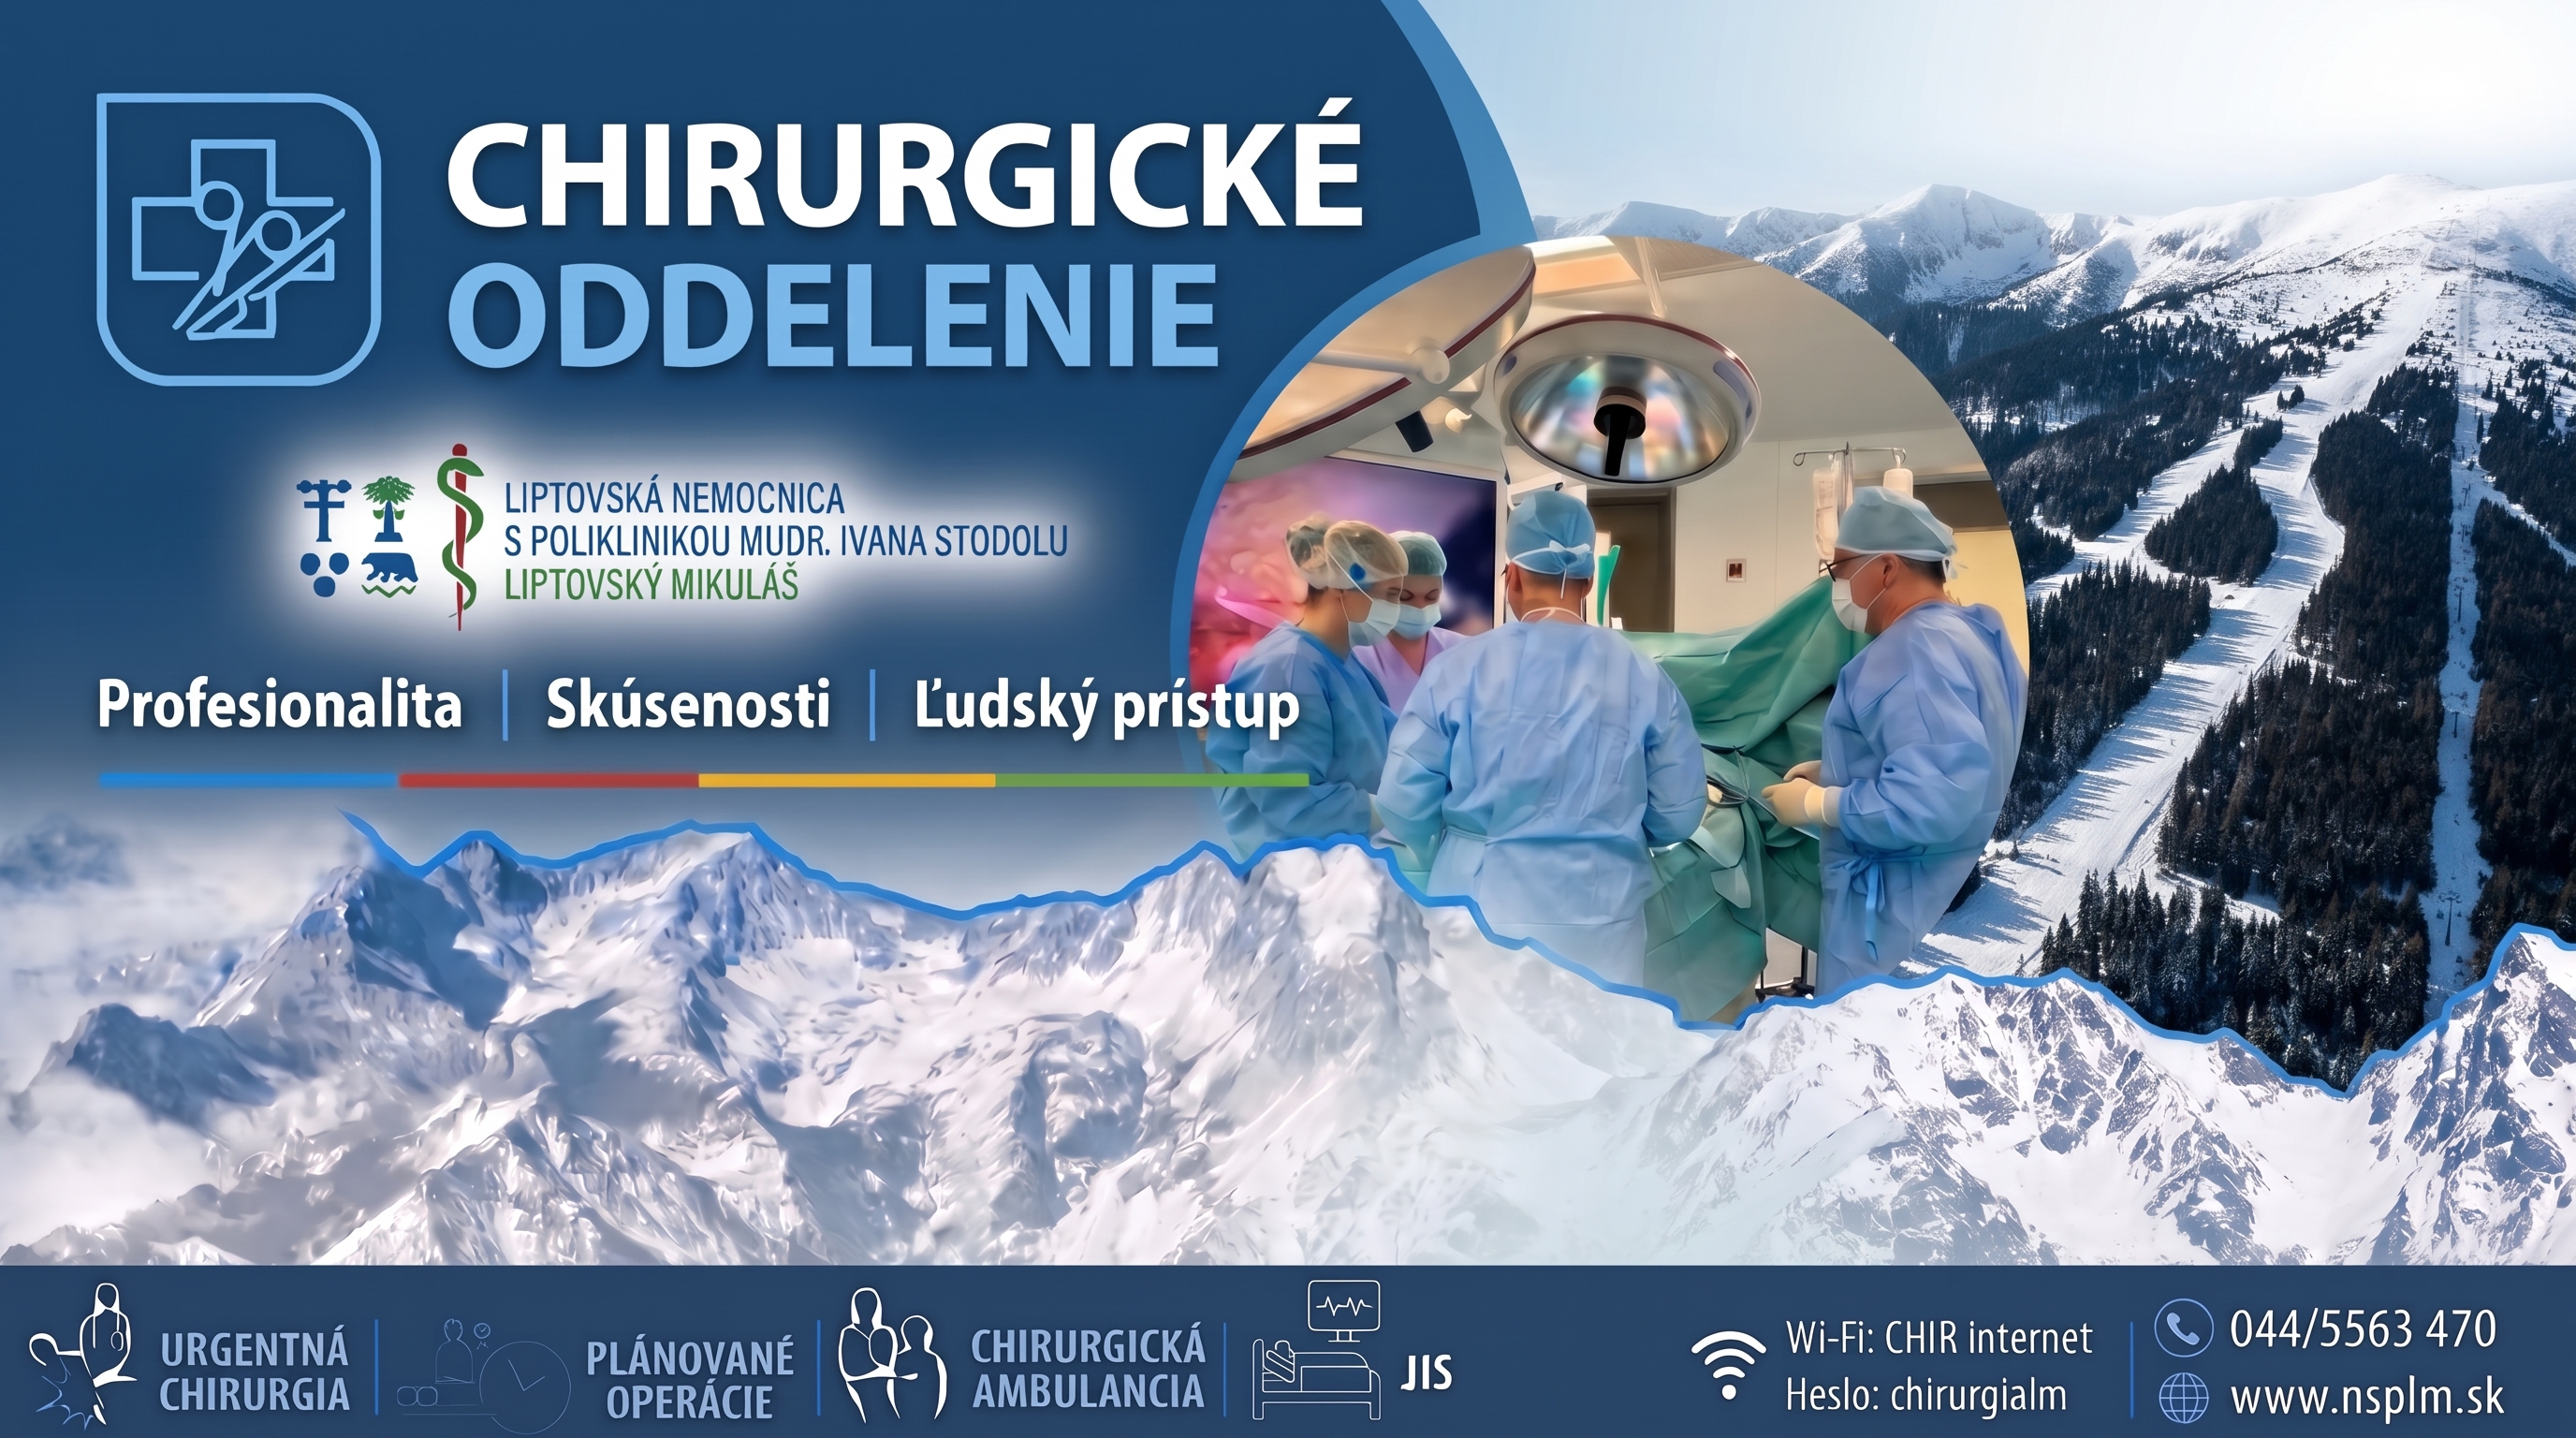 CHIRURGICKÉ
ODDELENIE
LIPTOVSKÁ NEMOCNICA
S POLIKLINIKOU MUDR. IVANA STODOLU
LIPTOVSKÝ MIKULÁŠ
Profesionalita | Skúsenosti | Ľudský prístup
URGENTNÁ
CHIRURGIA
PLÁNOVANÉ
OPERÁCIE
CHIRURGICKÁ
AMBULANCIA
JIS
Wi-Fi: CHIR internet
Heslo: chirurgialm
044/5563 470
www.nsplm.sk